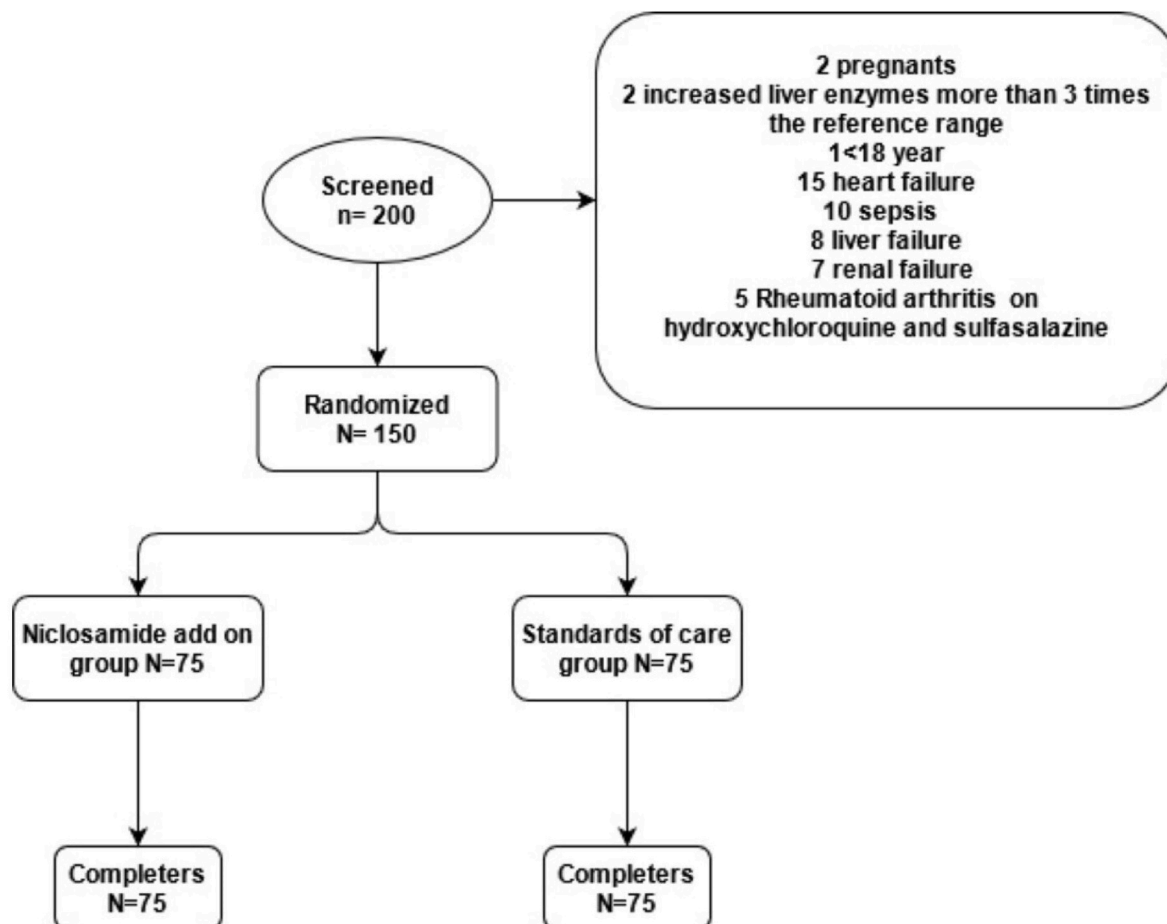 Screened
n= 200
2 pregnants
2 increased liver enzymes more than 3 times
the reference range
1<18 year
15 heart failure
10 sepsis
8 liver failure
7 renal failure
5 Rheumatoid arthritis on
hydroxychloroquine and sulfasalazine
Randomized
N= 150
Niclosamide add on
group N=75
Standards of care
group N=75
Completers
N=75
Completers
N=75